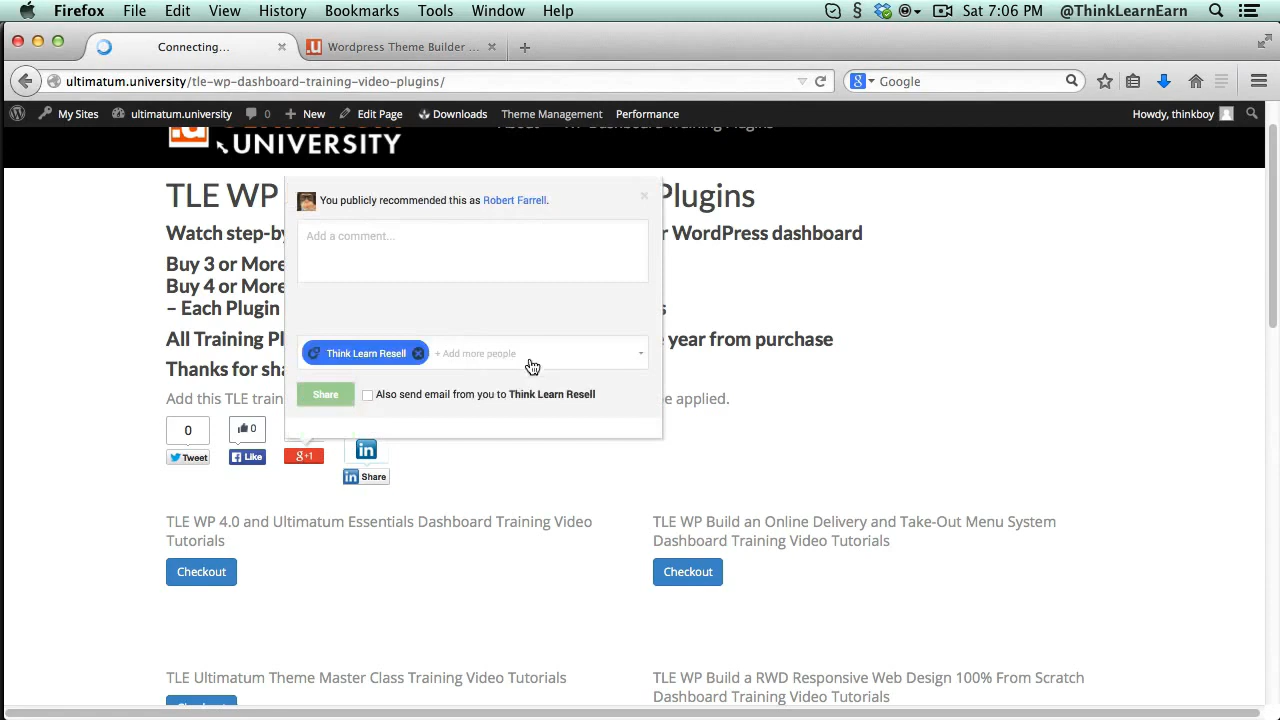 Firefox File Edit View History Bookmarks Tools Window Help Sat 7:06 PM @ThinkLearnEarn
Connecting...
Wordpress Theme Builder ...
ultimatum.university/tle-wp-dashboard-training-video-plugins/
Google
My Sites ultimatum.university 0 New Edit Page Downloads Theme Management Performance Howdy, thinkboy
UNIVERSITY
TLE WP Plugins
You publicly recommended this as Robert Farrell.
Watch step-by r WordPress dashboard
Add a comment...
Buy 3 or More
Buy 4 or More
– Each Plugin s
All Training Pl year from purchase
Think Learn Resell + Add more people
Thanks for sha
Share Also send email from you to Think Learn Resell
Add this TLE train be applied.
0 0
Tweet Like g+1 in
in Share
TLE WP 4.0 and Ultimatum Essentials Dashboard Training Video
Tutorials
Checkout
TLE WP Build an Online Delivery and Take-Out Menu System
Dashboard Training Video Tutorials
Checkout
TLE Ultimatum Theme Master Class Training Video Tutorials
TLE WP Build a RWD Responsive Web Design 100% From Scratch
Dashboard Training Video Tutorials